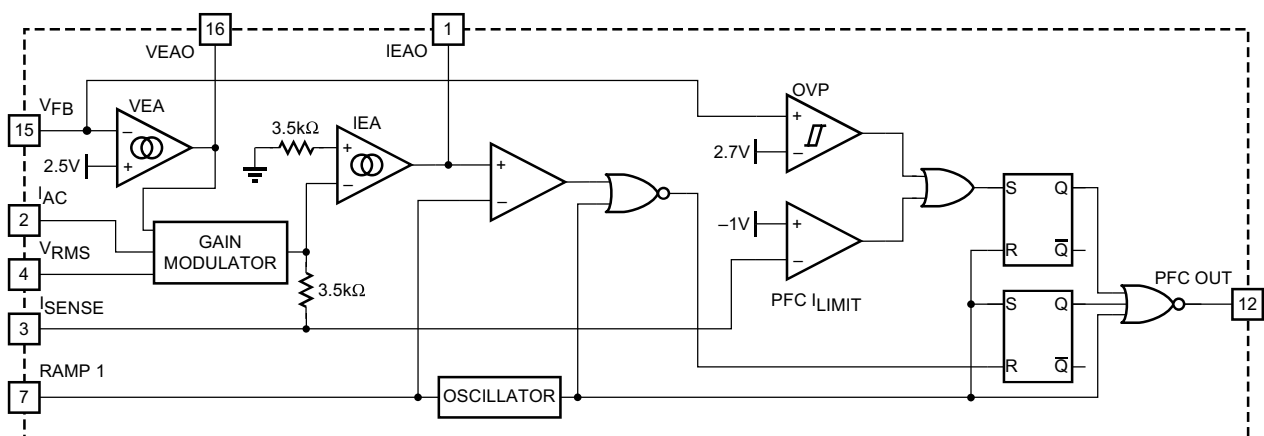 16
VEAO
1
IEAO
VFB
15
VEA
–
+
2.5V
IAC
2
VRMS
4
ISENSE
3
RAMP 1
7
GAIN
MODULATOR
3.5kΩ
3.5kΩ
IEA
+
–
+
–
OSCILLATOR
OVP
+
–
2.7V
–1V
+
–
PFC ILIMIT
S
Q
R
Q
S
Q
R
Q
PFC OUT
12